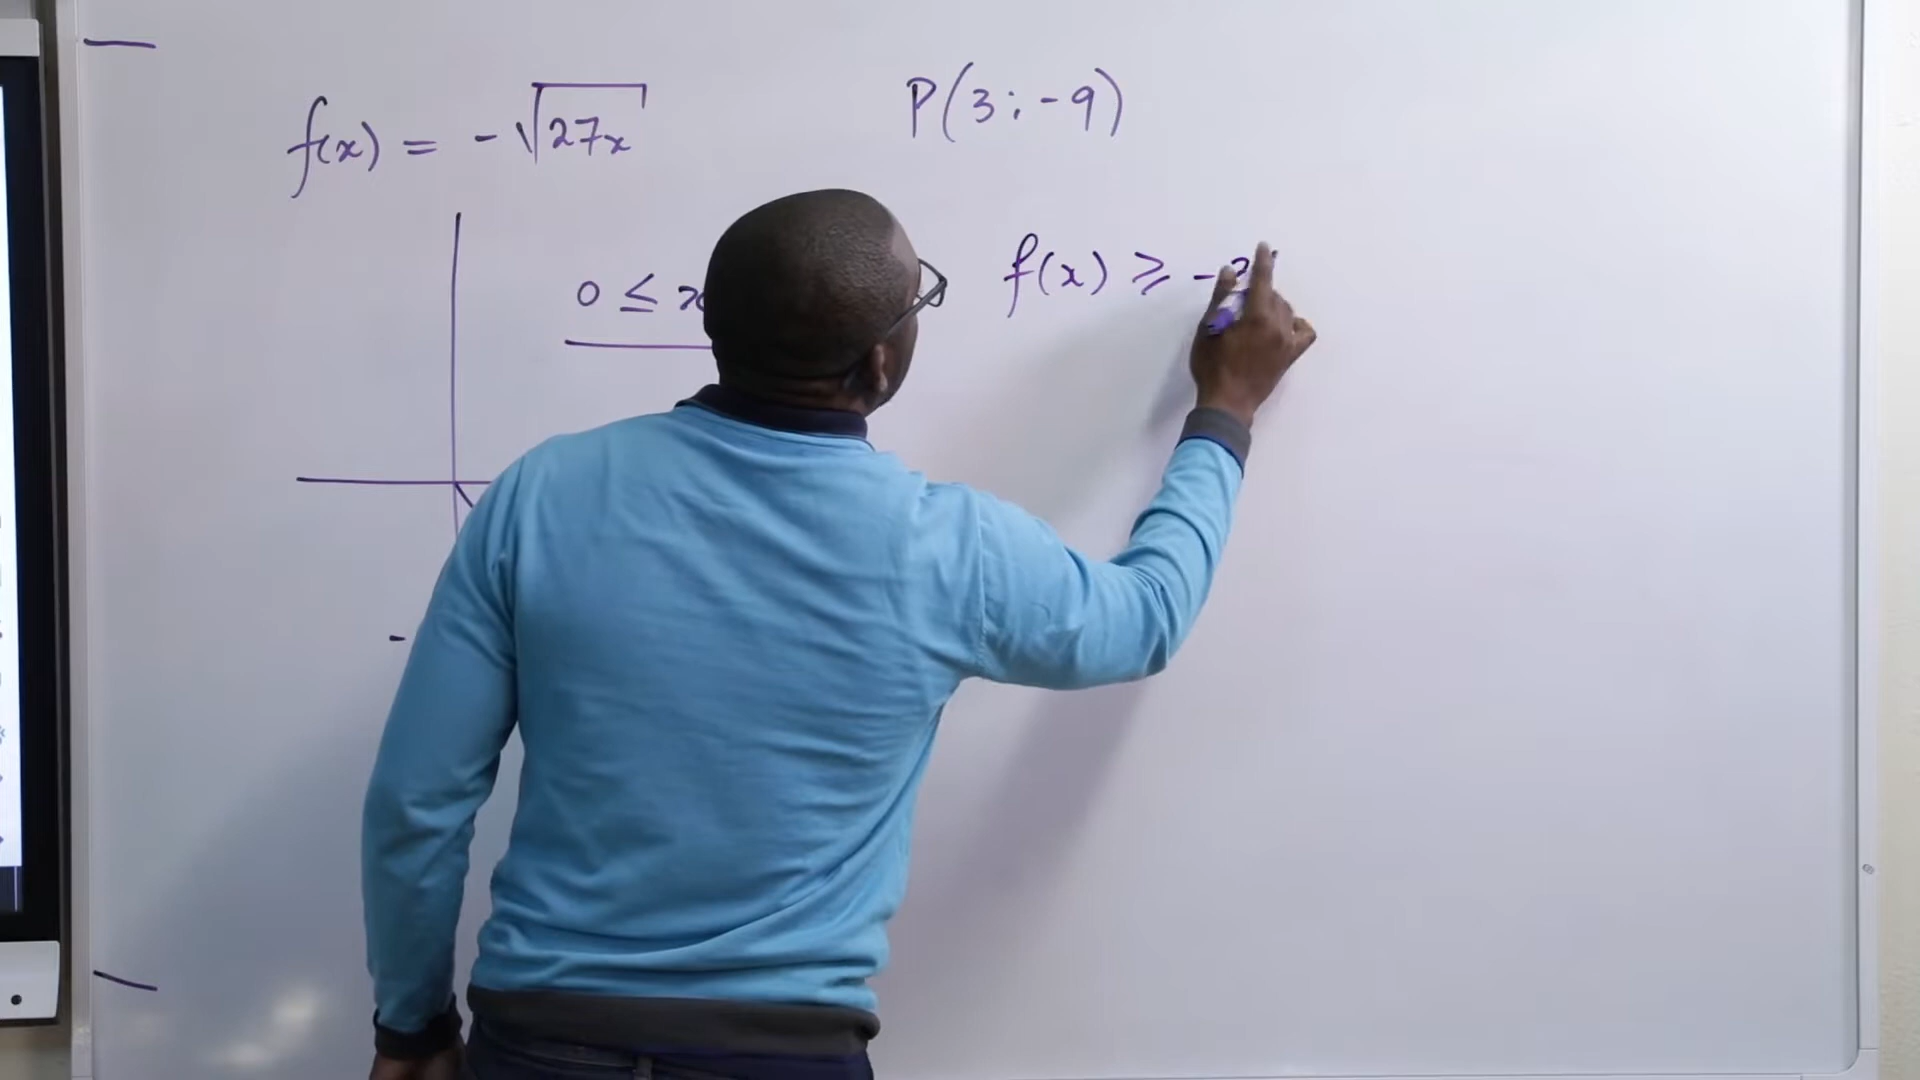 f(x) = -√27x
P(3 ; -9)
0 ≤ x
f(x) ≥ -
-